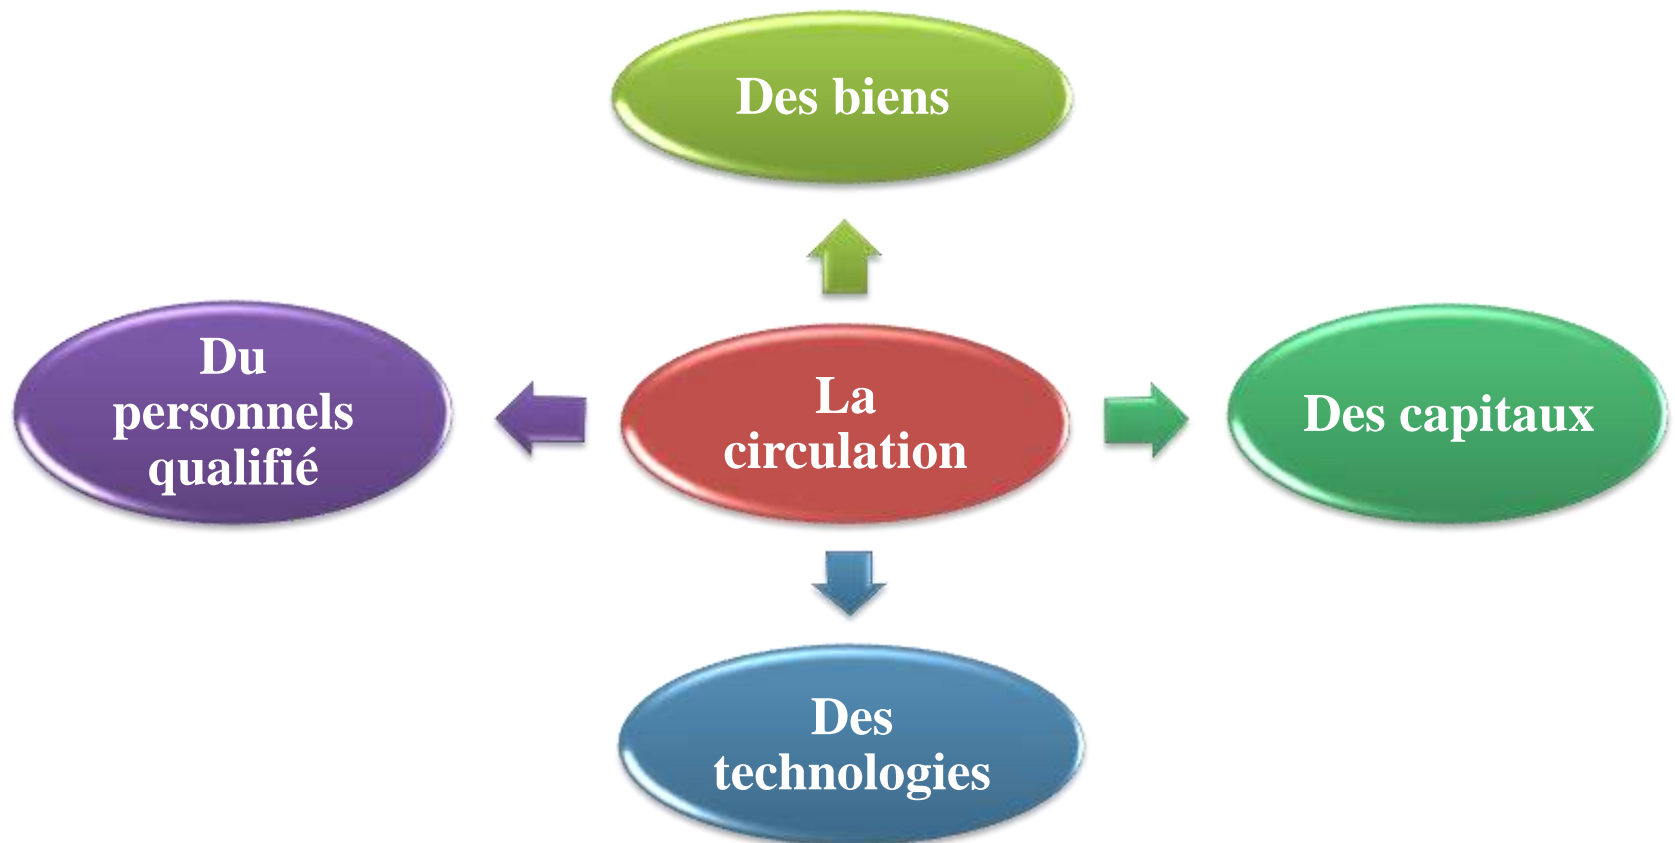 Des biens
Du
personnels
qualifié
La
circulation
Des capitaux
Des
technologies